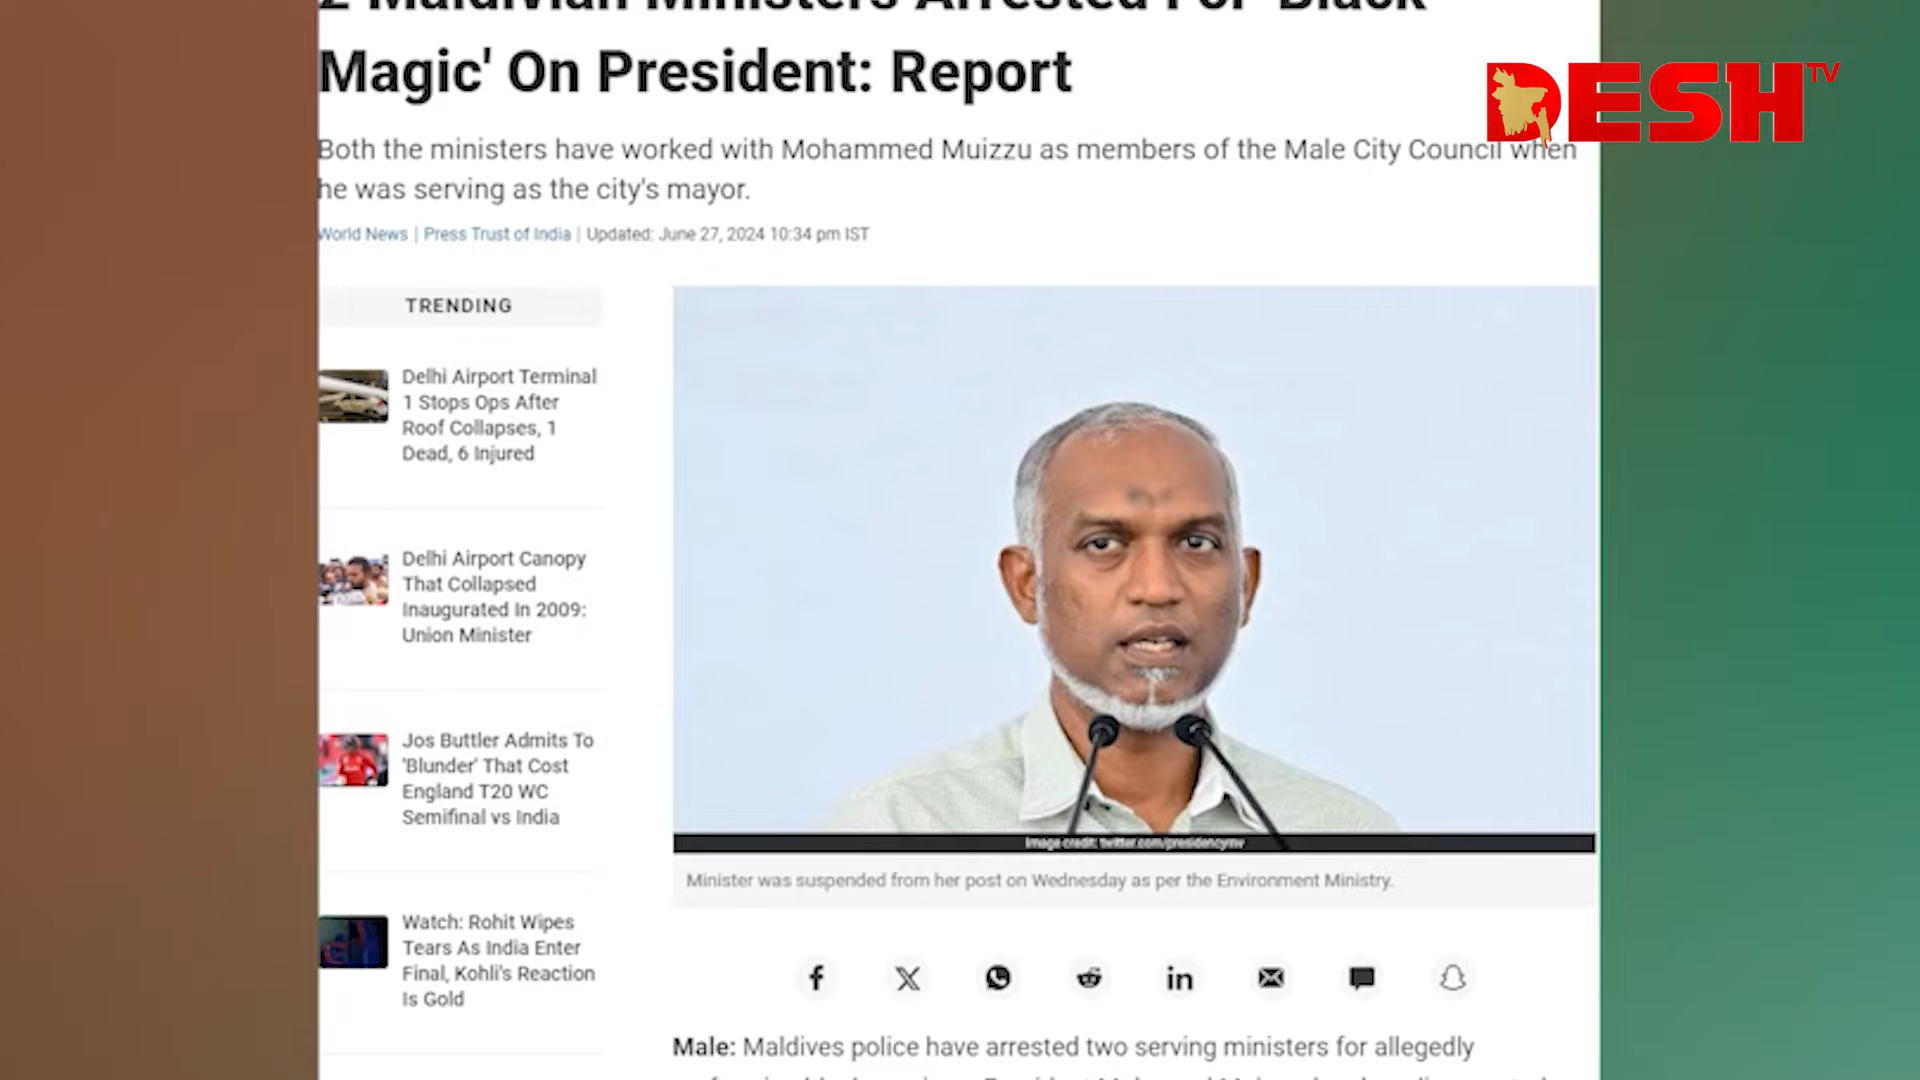 2 Maldivian Ministers Arrested For 'Black
Magic' On President: Report
DESH TV
Both the ministers have worked with Mohammed Muizzu as members of the Male City Council when
he was serving as the city's mayor.
World News | Press Trust of India | Updated: June 27, 2024 10:34 pm IST
TRENDING
Delhi Airport Terminal
1 Stops Ops After
Roof Collapses, 1
Dead, 6 Injured
Delhi Airport Canopy
That Collapsed
Inaugurated In 2009:
Union Minister
Jos Buttler Admits To
'Blunder' That Cost
England T20 WC
Semifinal vs India
Watch: Rohit Wipes
Tears As India Enter
Final, Kohli's Reaction
Is Gold
Image credit: twitter.com/presidencymv
Minister was suspended from her post on Wednesday as per the Environment Ministry.
Male: Maldives police have arrested two serving ministers for allegedly